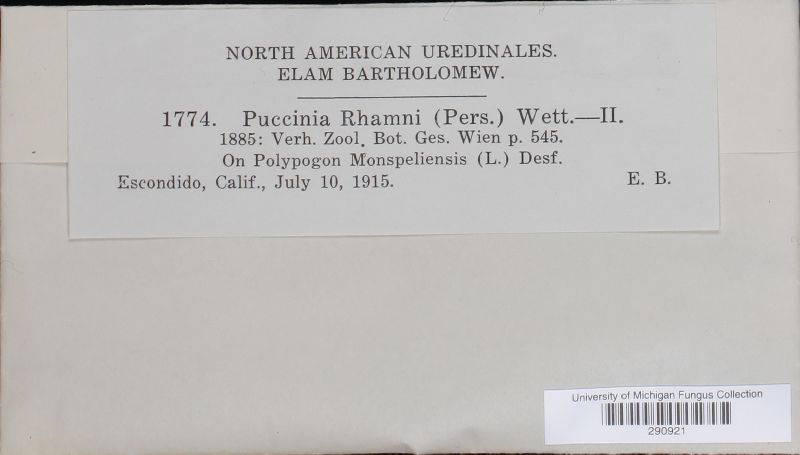 NORTH AMERICAN UREDINALES.
ELAM BARTHOLOMEW.
1774. Puccinia Rhamni (Pers.) Wett.—II.
1885: Verh. Zool. Bot. Ges. Wien p. 545.
On Polypogon Monspeliensis (L.) Desf.
Escondido, Calif., July 10, 1915. E. B.
University of Michigan Fungus Collection
290921